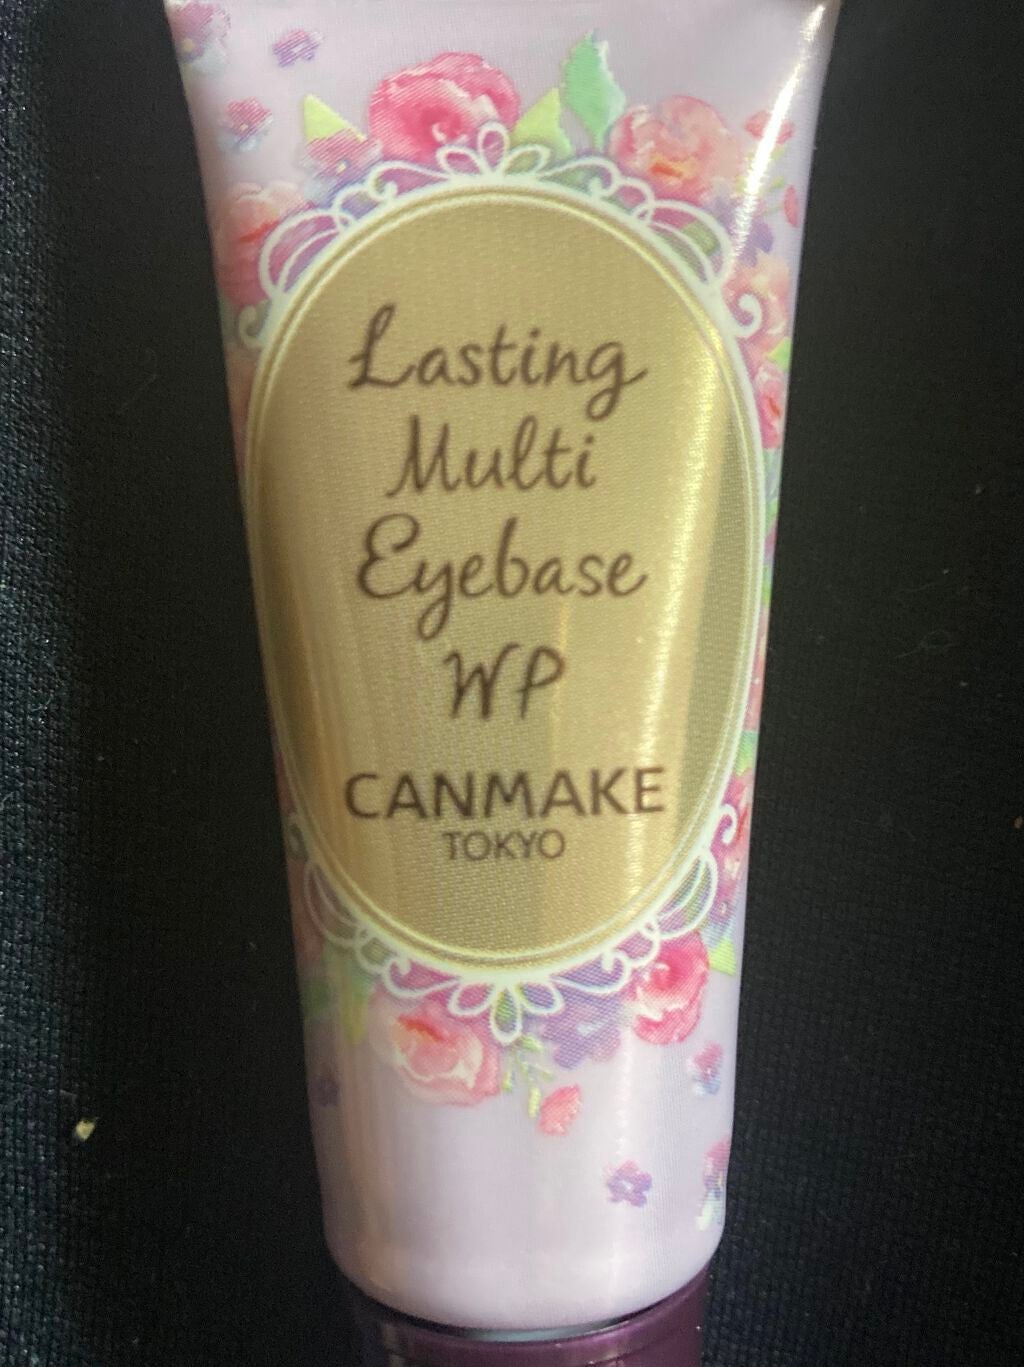 Lasting
Multi
Eyebase
WP
CANMAKE
TOKYO